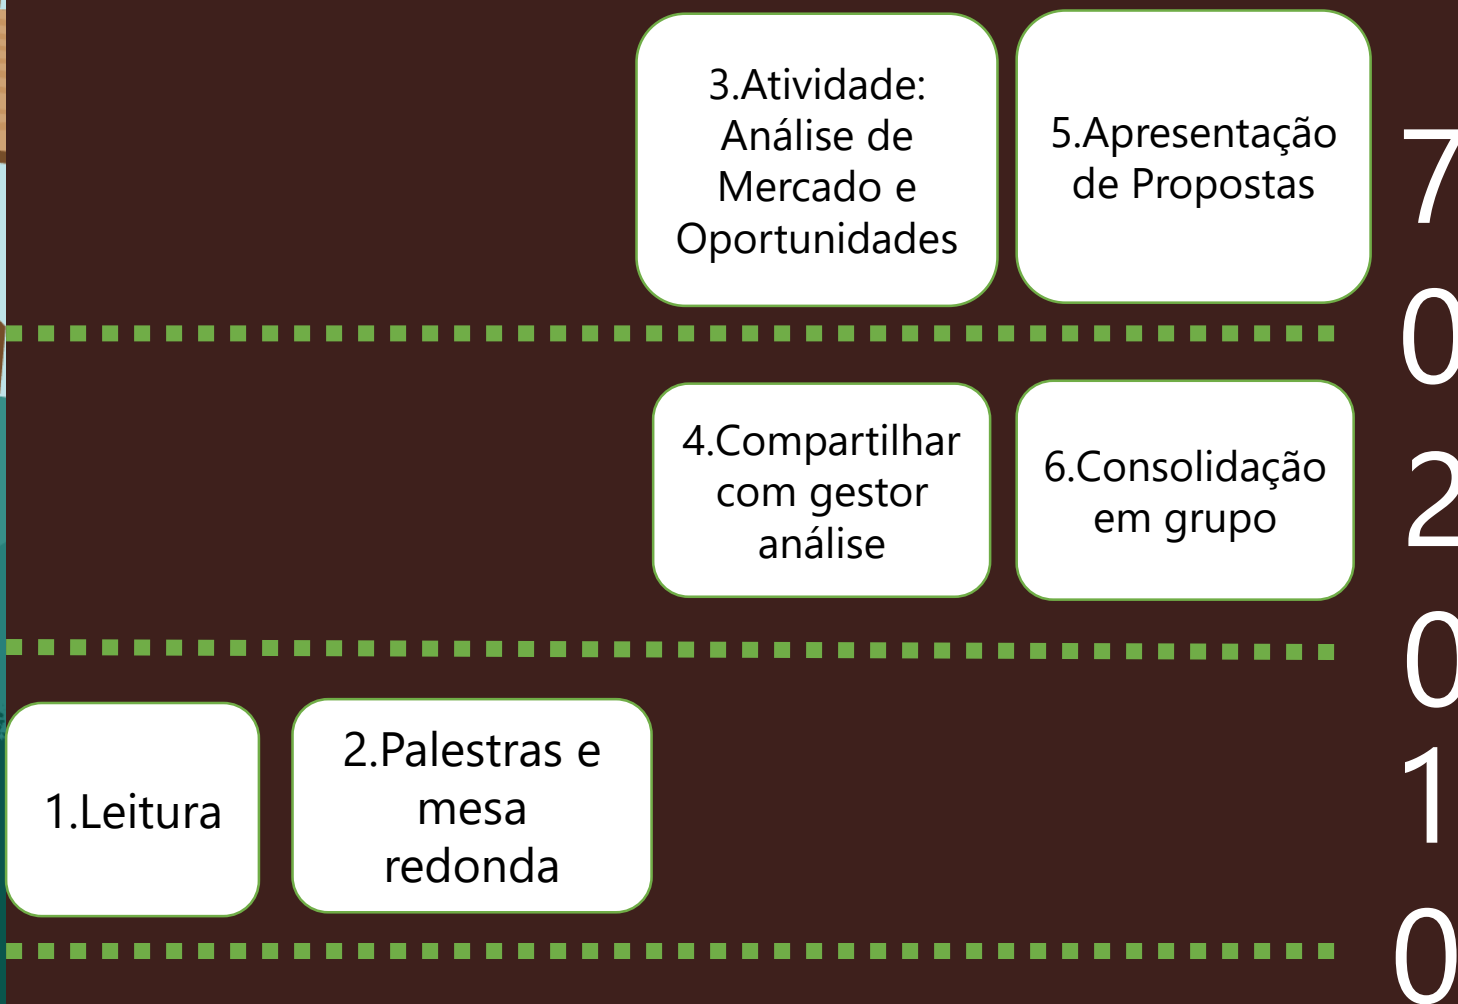 3.Atividade:
Análise de
Mercado e
Oportunidades
5.Apresentação
de Propostas
7
0
4.Compartilhar
com gestor
análise
6.Consolidação
em grupo
2
0
1.Leitura
2.Palestras e
mesa
redonda
1
0